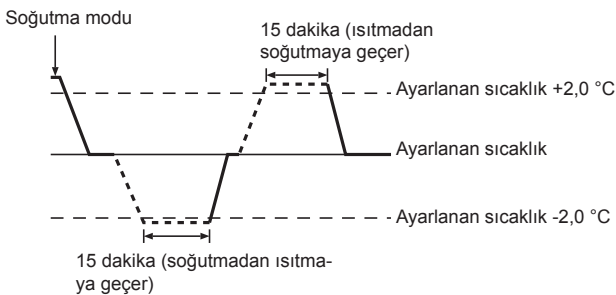 Soğutma modu
15 dakika (ısıtmadan
soğutmaya geçer)
Ayarlanan sıcaklık +2,0 °C
Ayarlanan sıcaklık
Ayarlanan sıcaklık -2,0 °C
15 dakika (soğutmadan ısıtma-
ya geçer)